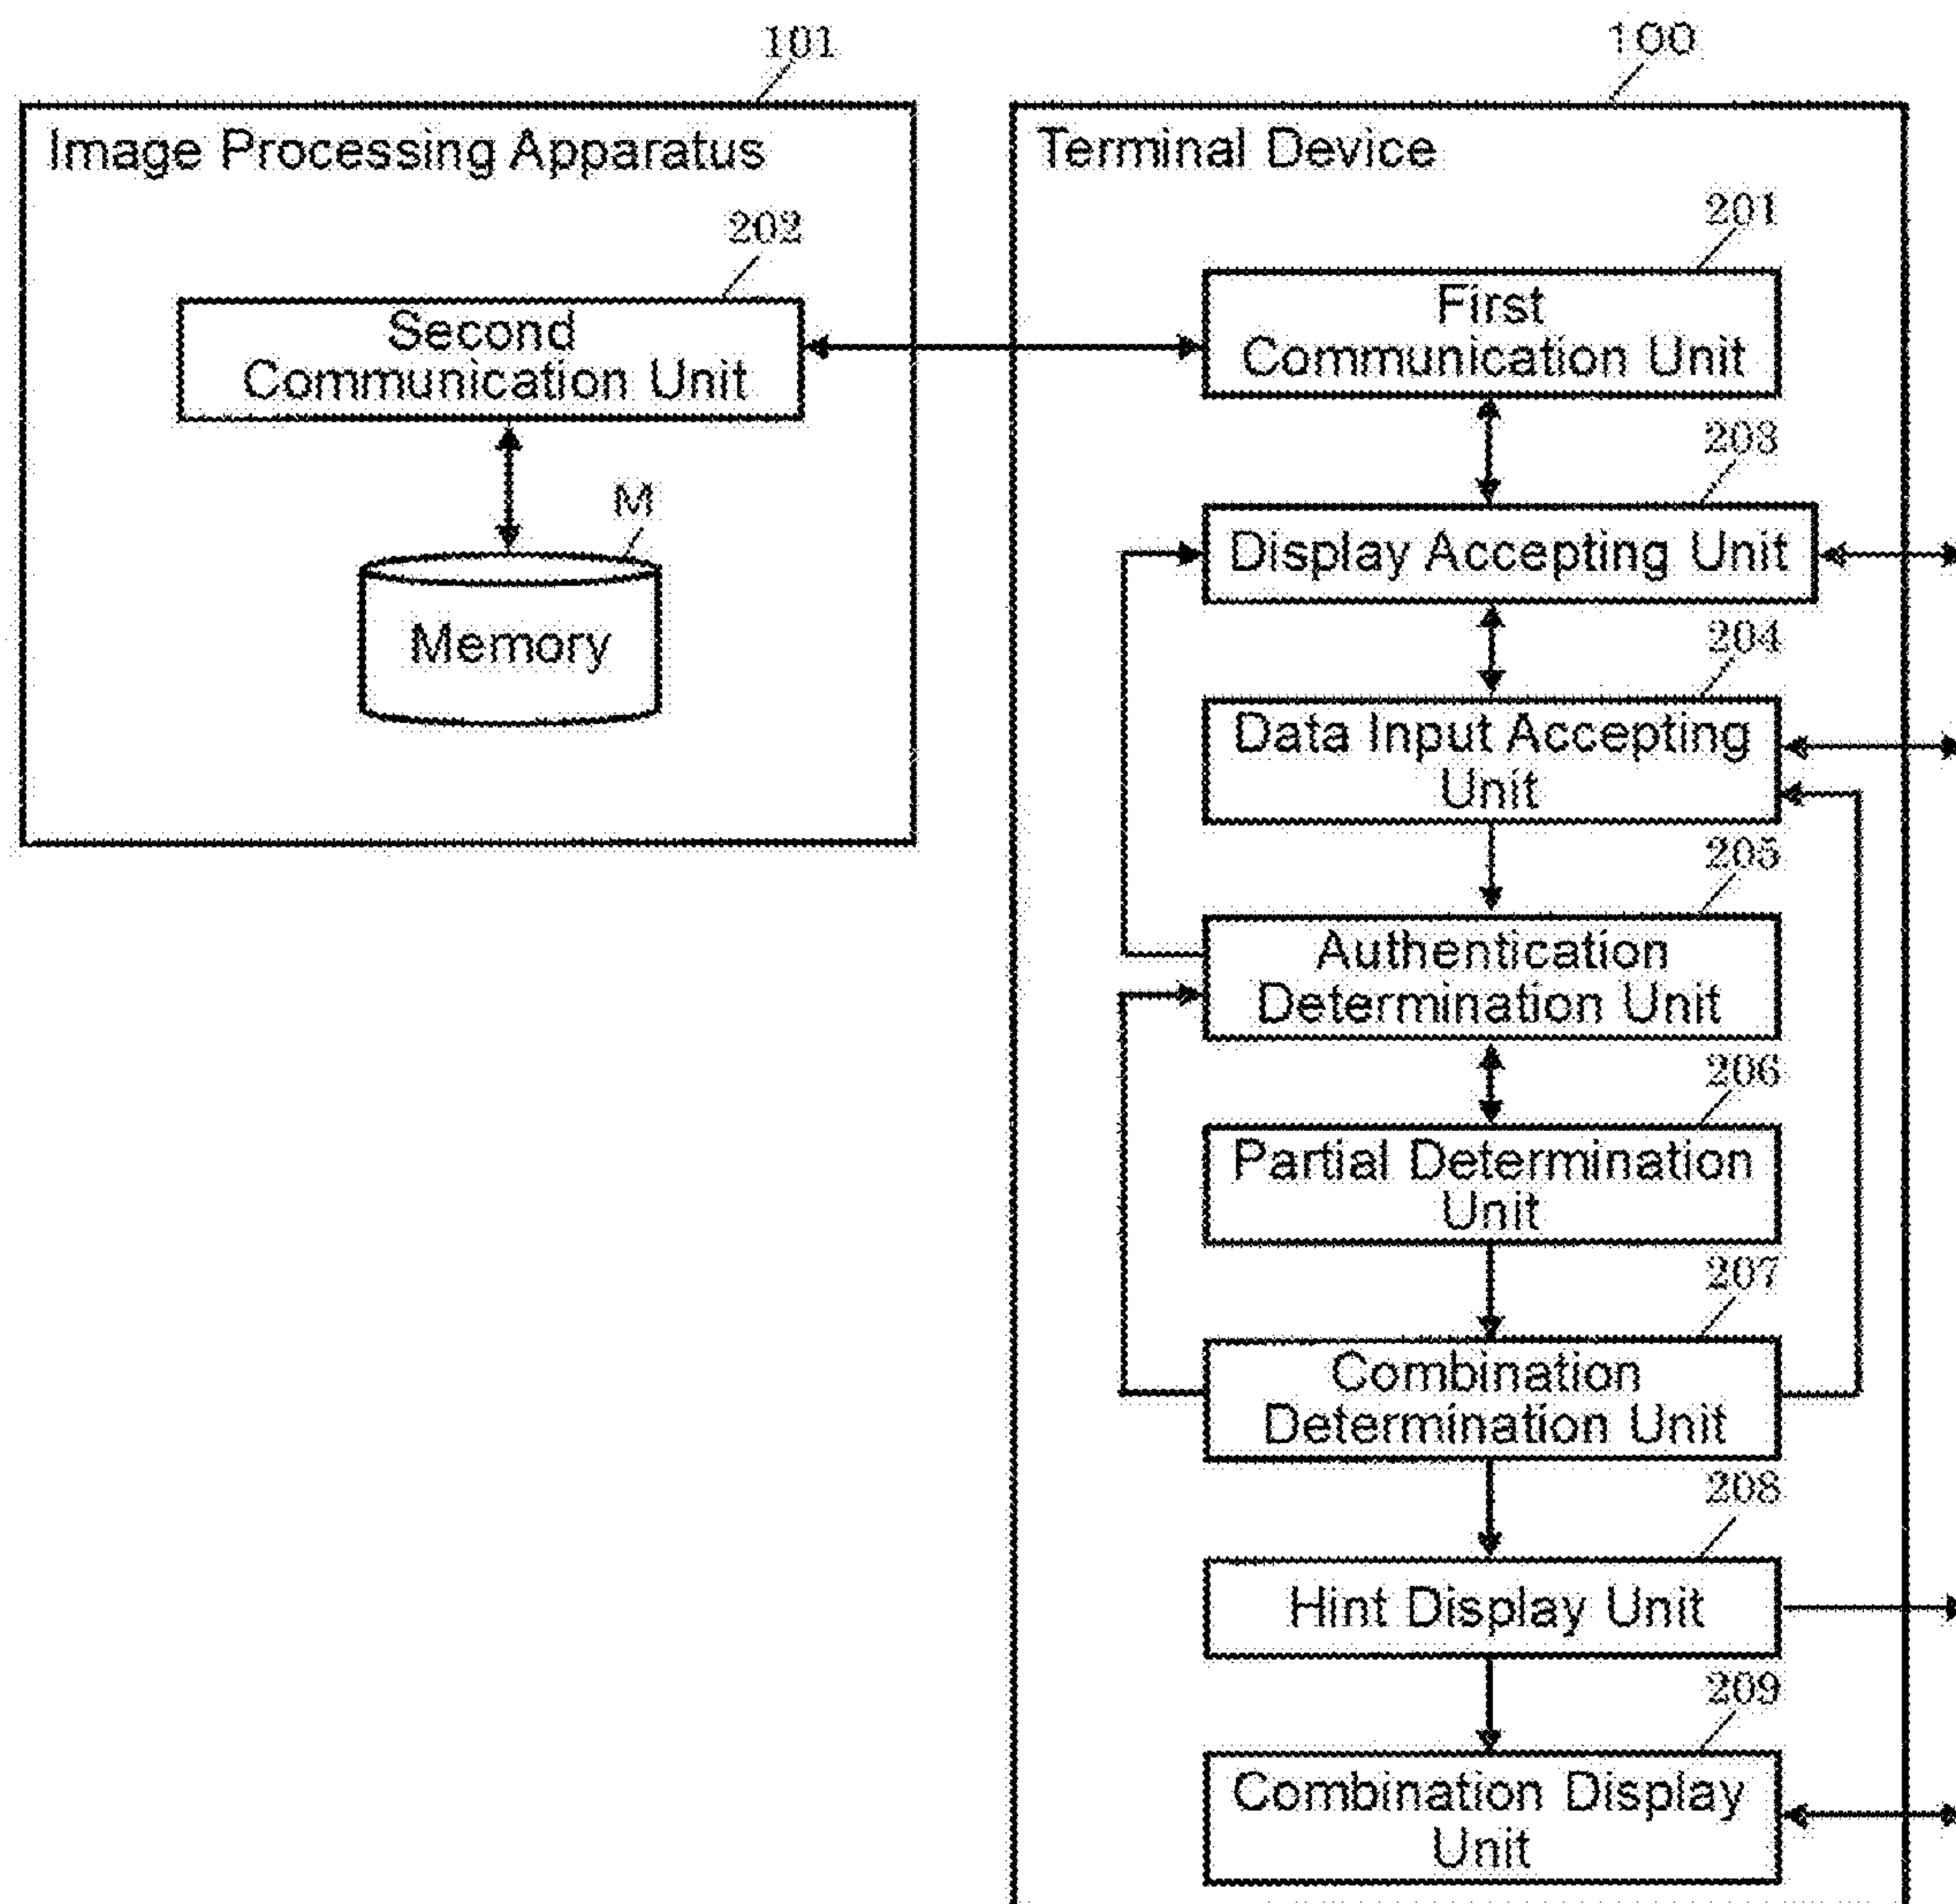 101
Image Processing Apparatus
202
Second
Communication Unit
M
Memory
100
Terminal Device
201
First
Communication Unit
203
Display Accepting Unit
204
Data Input Accepting
Unit
205
Authentication
Determination Unit
206
Partial Determination
Unit
207
Combination
Determination Unit
208
Hint Display Unit
209
Combination Display
Unit